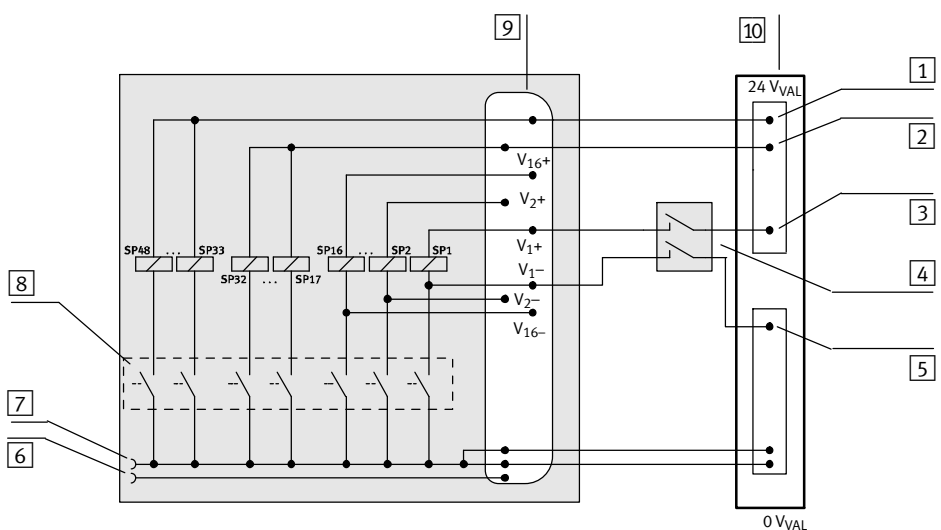 9
10
24 VVAL
1
2
V16+
V2+
3
SP48 ... SP33
SP16 ... SP2 SP1
V1+
4
SP32 ... SP17
V1–
8
V2–
V16–
5
7
6
0 VVAL